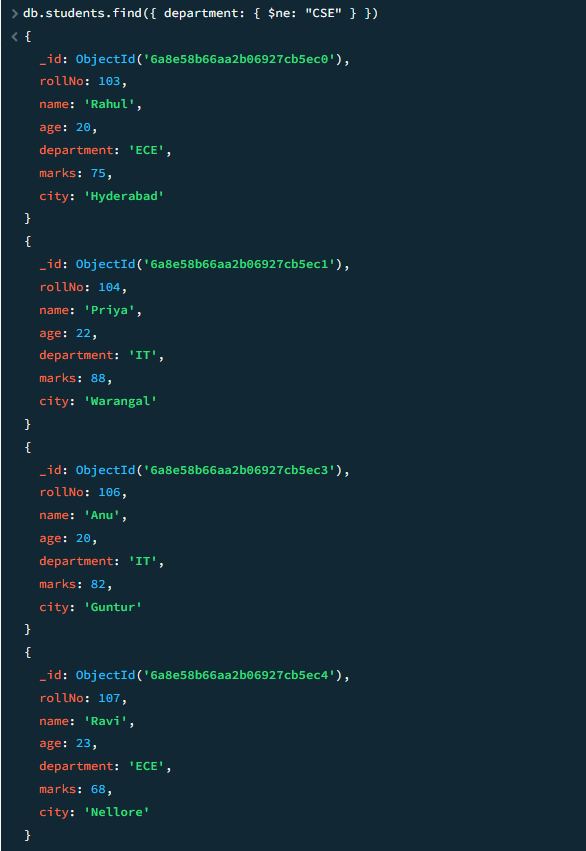 > db.students.find({ department: { $ne: "CSE" } })
< {
_id: ObjectId('6a8e58b66aa2b06927cb5ec0'),
rollNo: 103,
name: 'Rahul',
age: 20,
department: 'ECE',
marks: 75,
city: 'Hyderabad'
}
{
_id: ObjectId('6a8e58b66aa2b06927cb5ec1'),
rollNo: 104,
name: 'Priya',
age: 22,
department: 'IT',
marks: 88,
city: 'Warangal'
}
{
_id: ObjectId('6a8e58b66aa2b06927cb5ec3'),
rollNo: 106,
name: 'Anu',
age: 20,
department: 'IT',
marks: 82,
city: 'Guntur'
}
{
_id: ObjectId('6a8e58b66aa2b06927cb5ec4'),
rollNo: 107,
name: 'Ravi',
age: 23,
department: 'ECE',
marks: 68,
city: 'Nellore'
}